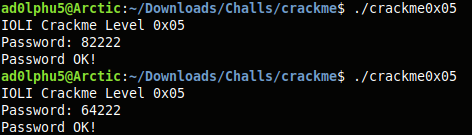 ad0lphu5@Arctic:~/Downloads/Challs/crackme$ ./crackme0x05
IOLI Crackme Level 0x05
Password: 82222
Password OK!
ad0lphu5@Arctic:~/Downloads/Challs/crackme$ ./crackme0x05
IOLI Crackme Level 0x05
Password: 64222
Password OK!